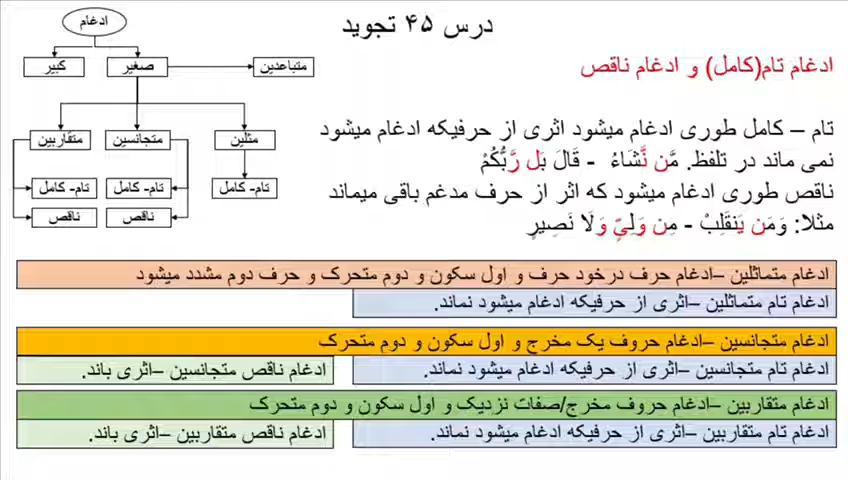 درس ۴۵ تجوید
ادغام
کبیر
صغیر
متباعدین
متقاربین
متجانسین
مثلین
تام- کامل
تام- کامل
تام- کامل
ناقص
ناقص
ادغام تام(کامل) و ادغام ناقص
تام – کامل طوری ادغام میشود اثری از حرفیکه ادغام میشود
نمی ماند در تلفظ. مَّن نَّشَاءُ - قَالَ بَل رَّبُّكُمْ
ناقص طوری ادغام میشود که اثر از حرف مدغم باقی میماند
مثلا: وَمَن يَنقَلِبْ - مِن وَلِيٍّ وَلَا نَصِيرٍ
ادغام متماثلین –ادغام حرف درخود حرف و اول سکون و دوم متحرک و حرف دوم مشدد میشود
ادغام تام متماثلین –اثری از حرفیکه ادغام میشود نماند.
ادغام متجانسین –ادغام حروف یک مخرج و اول سکون و دوم متحرک
ادغام تام متجانسین –اثری از حرفیکه ادغام میشود نماند.
ادغام ناقص متجانسین –اثری باند.
ادغام متقاربین –ادغام حروف مخرج/صفات نزدیک و اول سکون و دوم متحرک
ادغام تام متقاربین –اثری از حرفیکه ادغام میشود نماند.
ادغام ناقص متقاربین –اثری باند.